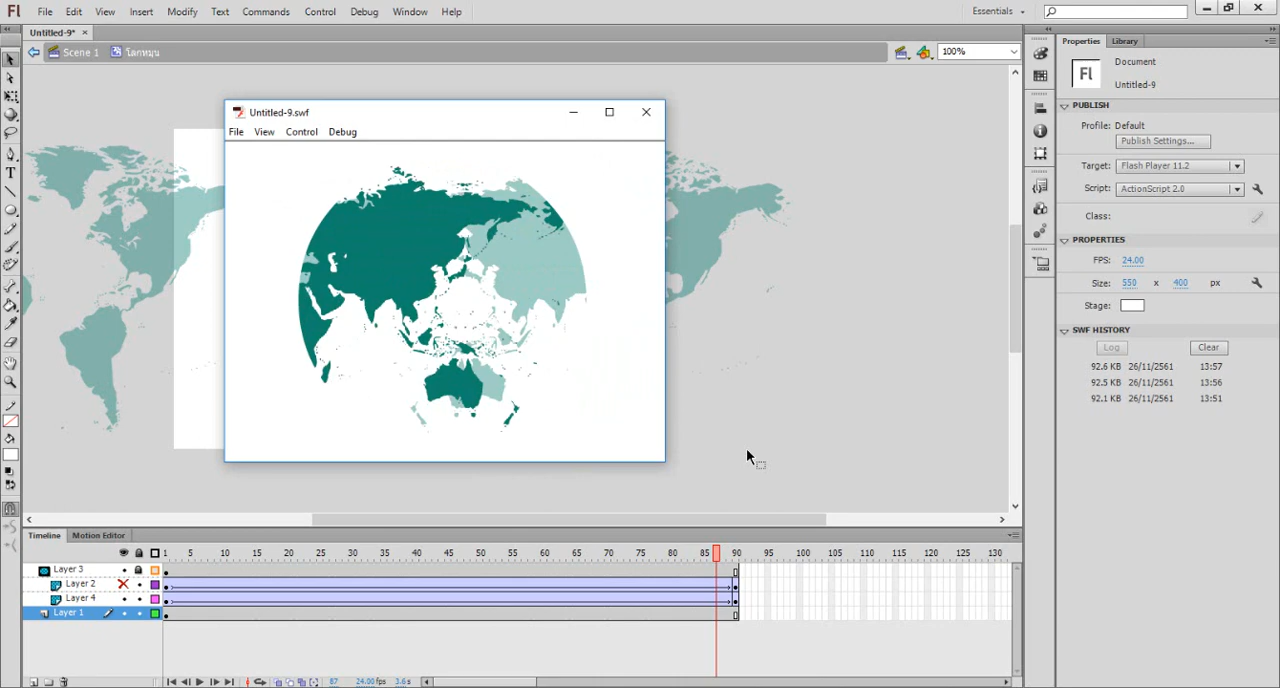 Fl File Edit View Insert Modify Text Commands Control Debug Window Help Essentials
Untitled-9* ×
Scene 1 โลกหมุน 100%
Untitled-9.swf
File View Control Debug
Properties Library
Fl Document
Untitled-9
PUBLISH
Profile: Default
Publish Settings...
Target: Flash Player 11.2
Script: ActionScript 2.0
Class:
PROPERTIES
FPS: 24.00
Size: 550 x 400 px
Stage:
SWF HISTORY
Log Clear
92.6 KB 26/11/2561 13:57
92.5 KB 26/11/2561 13:56
92.1 KB 26/11/2561 13:51
Timeline Motion Editor
1 5 10 15 20 25 30 35 40 45 50 55 60 65 70 75 80 85 90 95 100 105 110 115 120 125 130
Layer 3
Layer 2
Layer 4
Layer 1
87 24.00 fps 3.6 s